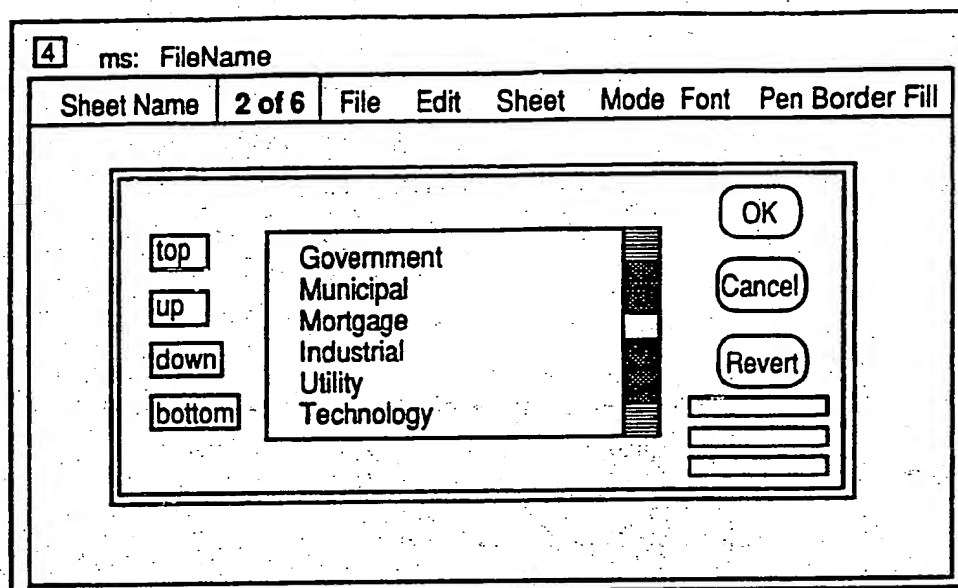 4 ms: FileName
Sheet Name 2 of 6 File Edit Sheet Mode Font Pen Border Fill
top
up
down
bottom
Government
Municipal
Mortgage
Industrial
Utility
Technology
OK
Cancel
Revert